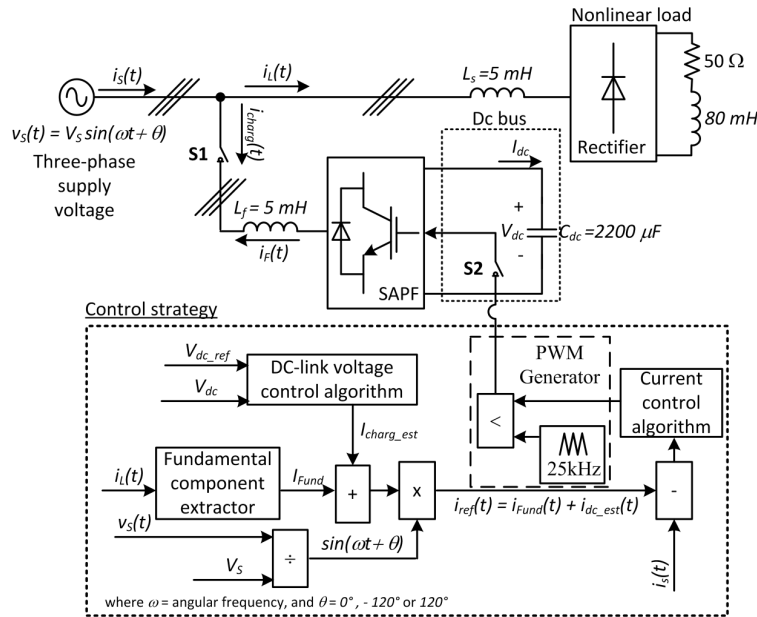 Nonlinear load
i_S(t)
i_L(t)
L_s=5 mH
50 Ω
80 mH
Rectifier
v_S(t) = V_S sin(ωt + θ)
Three-phase
supply
voltage
i_charg(t)
S1
Dc bus
I_dc
L_f = 5 mH
i_F(t)
+
V_dc
-
C_dc=2200 μF
S2
SAPF
Control strategy
V_dc_ref
V_dc
DC-link voltage
control algorithm
I_charg_est
PWM
Generator
<
25kHz
Current
control
algorithm
i_L(t)
Fundamental
component
extractor
I_Fund
+
x
i_ref(t) = i_Fund(t) + i_dc_est(t)
-
v_S(t)
V_S
÷
sin(ωt + θ)
i_s(t)
where ω = angular frequency, and θ = 0°, - 120° or 120°